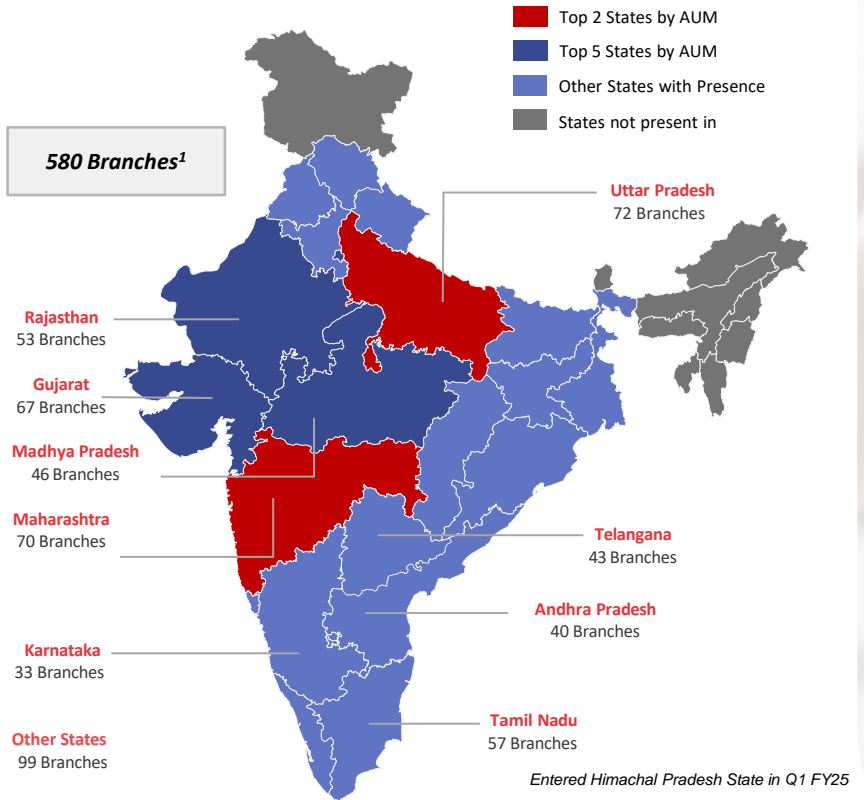 Top 2 States by AUM
Top 5 States by AUM
Other States with Presence
States not present in
580 Branches¹
Uttar Pradesh
72 Branches
Rajasthan
53 Branches
Gujarat
67 Branches
Madhya Pradesh
46 Branches
Maharashtra
70 Branches
Telangana
43 Branches
Andhra Pradesh
40 Branches
Karnataka
33 Branches
Tamil Nadu
57 Branches
Other States
99 Branches
Entered Himachal Pradesh State in Q1 FY25